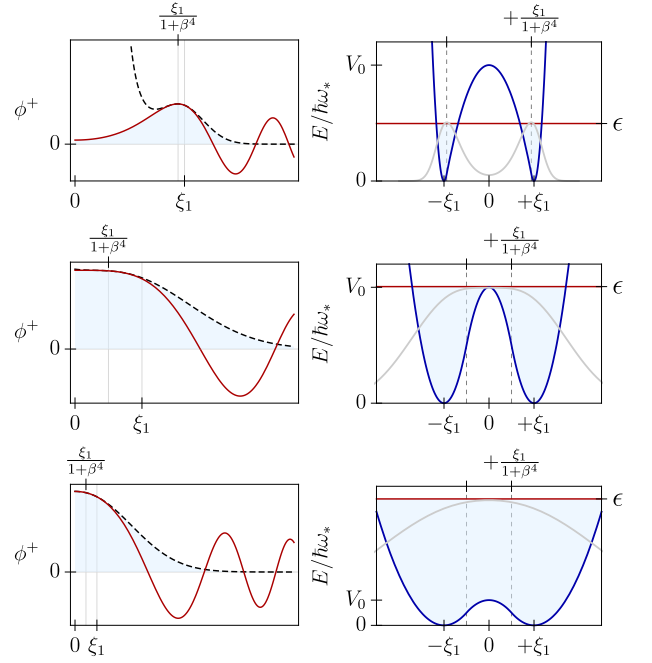 ξ₁/(1+β⁴)
φ⁺
0
0
ξ₁
+ ξ₁/(1+β⁴)
E/ħω*
V₀
0
ϵ
−ξ₁
0
+ξ₁
ξ₁/(1+β⁴)
φ⁺
0
0
ξ₁
+ ξ₁/(1+β⁴)
E/ħω*
V₀
0
ϵ
−ξ₁
0
+ξ₁
ξ₁/(1+β⁴)
φ⁺
0
0
ξ₁
+ ξ₁/(1+β⁴)
E/ħω*
V₀
0
ϵ
−ξ₁
0
+ξ₁